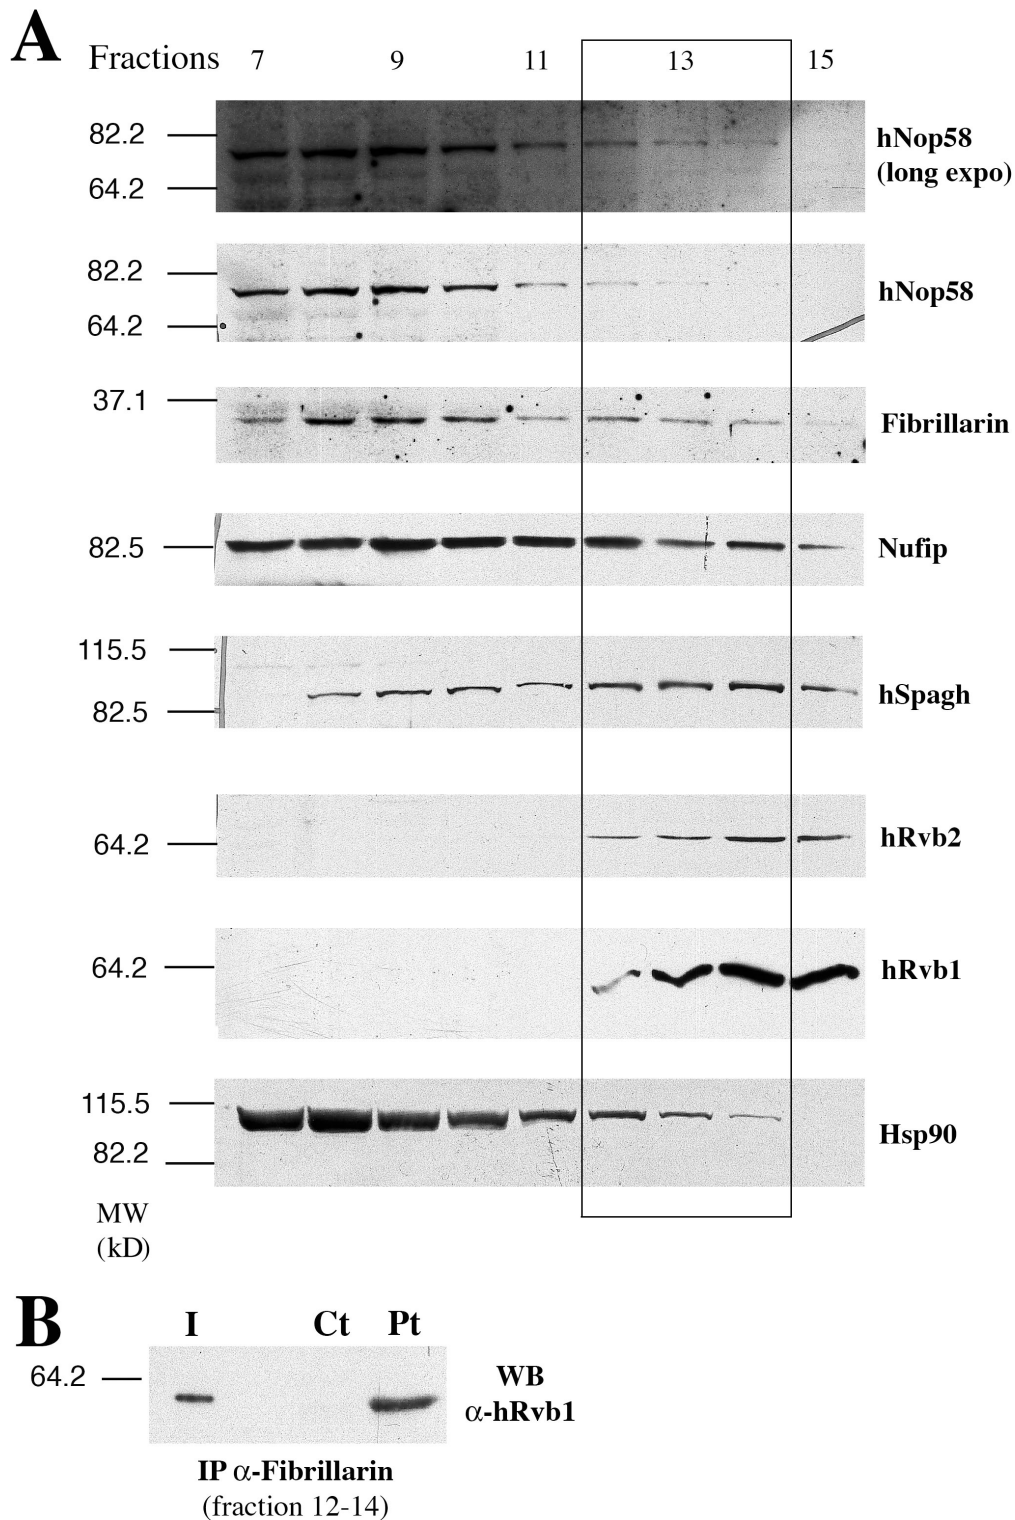 A
Fractions 7 9 11 13 15
82.2
64.2
hNop58
(long expo)
82.2
64.2
hNop58
37.1
Fibrillarin
82.5
Nufip
115.5
82.5
hSpagh
64.2
hRvb2
64.2
hRvb1
115.5
82.2
Hsp90
MW
(kD)
B
I Ct Pt
64.2
WB
α-hRvb1
IP α-Fibrillarin
(fraction 12-14)